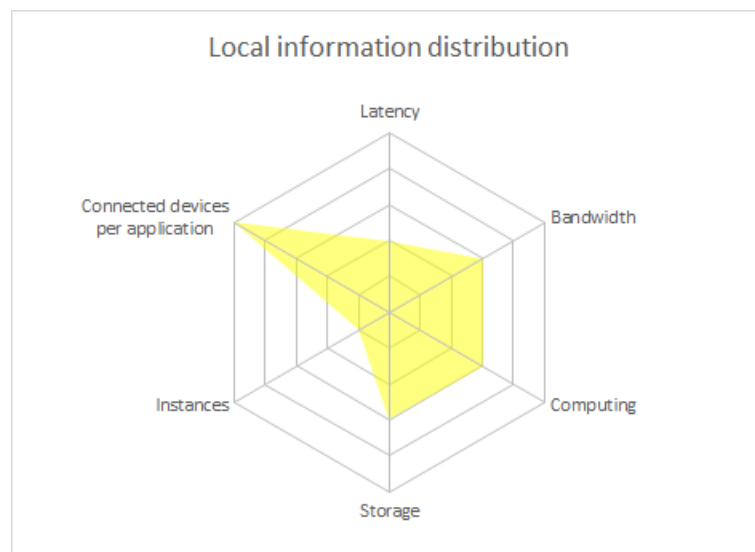 Local information distribution
Latency
Connected devices
per application
Bandwidth
Instances
Computing
Storage